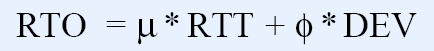 RTO = μ * RTT + ϕ * DEV